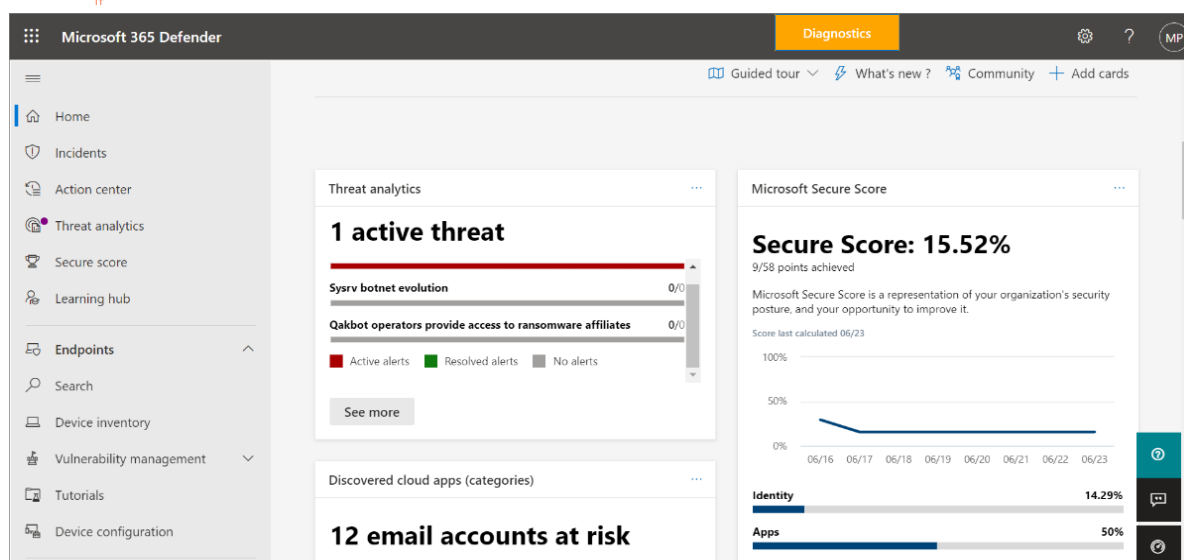 Microsoft 365 Defender
Diagnostics
?
MP
Guided tour
What's new ?
Community
Add cards
Home
Incidents
Action center
Threat analytics
Secure score
Learning hub
Endpoints
Search
Device inventory
Vulnerability management
Tutorials
Device configuration
Threat analytics
...
1 active threat
Sysrv botnet evolution 0/0
Qakbot operators provide access to ransomware affiliates 0/0
Active alerts Resolved alerts No alerts
See more
Discovered cloud apps (categories)
...
12 email accounts at risk
Microsoft Secure Score
...
Secure Score: 15.52%
9/58 points achieved
Microsoft Secure Score is a representation of your organization's security
posture, and your opportunity to improve it.
Score last calculated 06/23
100%
50%
0%
06/16 06/17 06/18 06/19 06/20 06/21 06/22 06/23
Identity 14.29%
Apps 50%